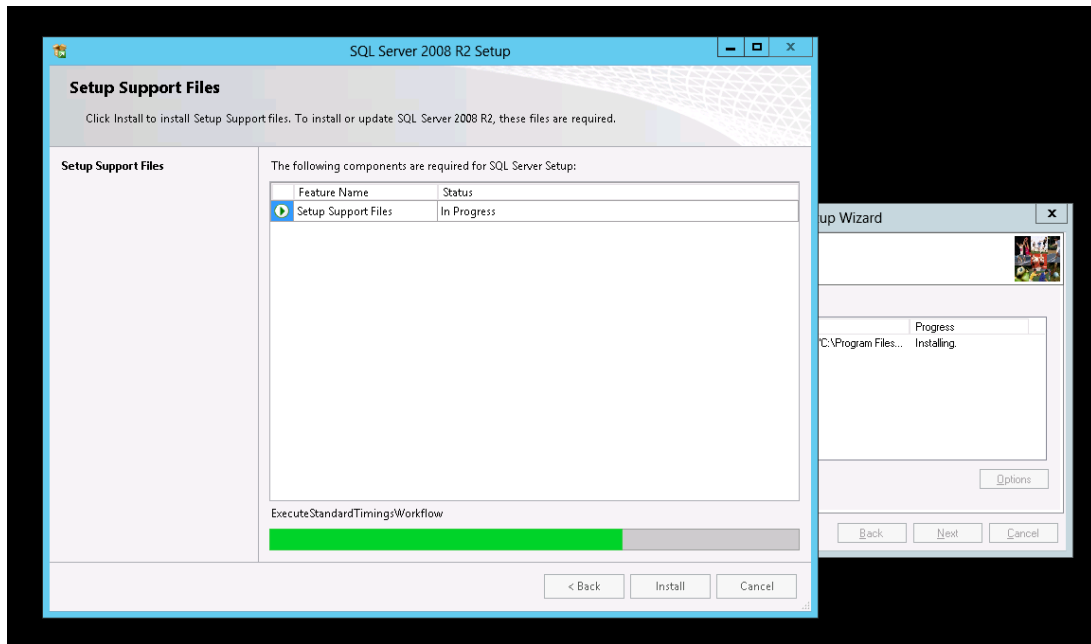 SQL Server 2008 R2 Setup
Setup Support Files
Click Install to install Setup Support files. To install or update SQL Server 2008 R2, these files are required.
Setup Support Files
The following components are required for SQL Server Setup:
Feature Name Status
Setup Support Files In Progress
ExecuteStandardTimingsWorkflow
< Back Install Cancel
up Wizard
Progress
"C:\Program Files... Installing.
Options
Back Next Cancel